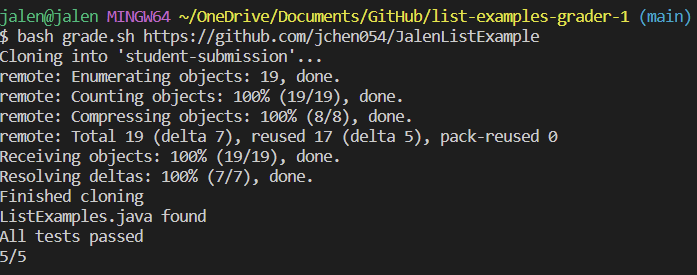 jalen@jalen MINGW64 ~/OneDrive/Documents/GitHub/list-examples-grader-1 (main)
$ bash grade.sh https://github.com/jchen054/JalenListExample
Cloning into 'student-submission'...
remote: Enumerating objects: 19, done.
remote: Counting objects: 100% (19/19), done.
remote: Compressing objects: 100% (8/8), done.
remote: Total 19 (delta 7), reused 17 (delta 5), pack-reused 0
Receiving objects: 100% (19/19), done.
Resolving deltas: 100% (7/7), done.
Finished cloning
ListExamples.java found
All tests passed
5/5